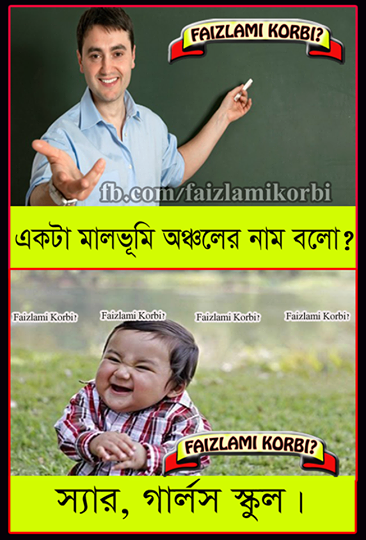 FAIZLAMI KORBI?
fb.com/faizlamikorbi
একটা মালভূমি অঞ্চলের নাম বলো?
Faizlami Korbi? Faizlami Korbi? Faizlami Korbi? Faizlami Korbi?
FAIZLAMI KORBI?
স্যার, গার্লস স্কুল।